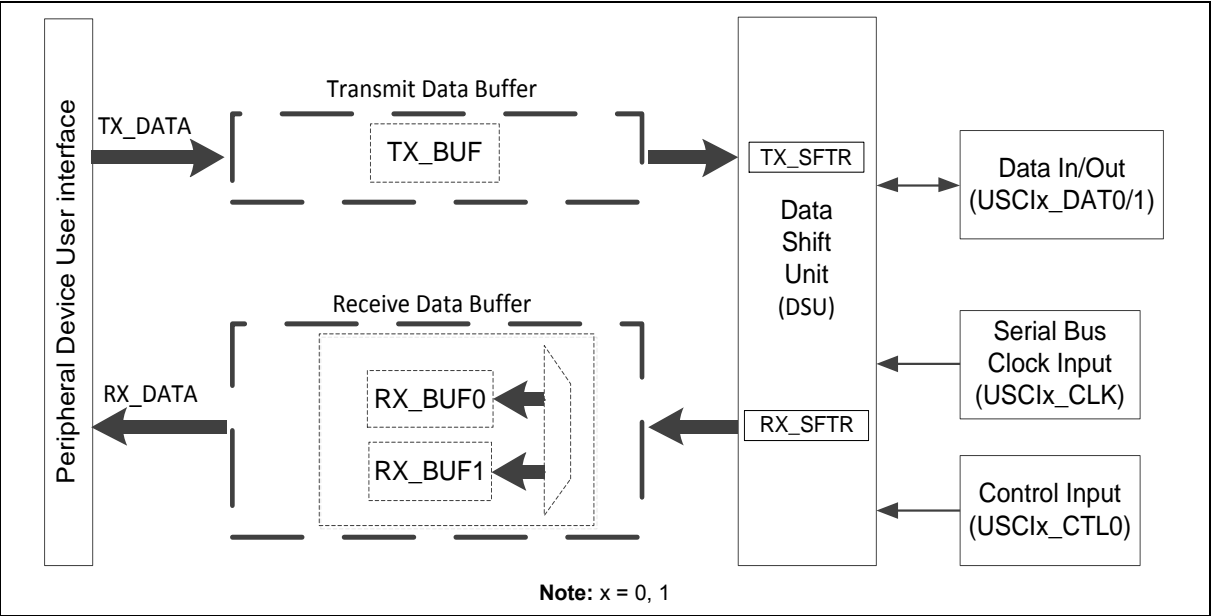 Peripheral Device User interface
TX_DATA
Transmit Data Buffer
TX_BUF
RX_DATA
Receive Data Buffer
RX_BUF0
RX_BUF1
TX_SFTR
Data
Shift
Unit
(DSU)
RX_SFTR
Data In/Out
(USCIx_DAT0/1)
Serial Bus
Clock Input
(USCIx_CLK)
Control Input
(USCIx_CTL0)
Note: x = 0, 1